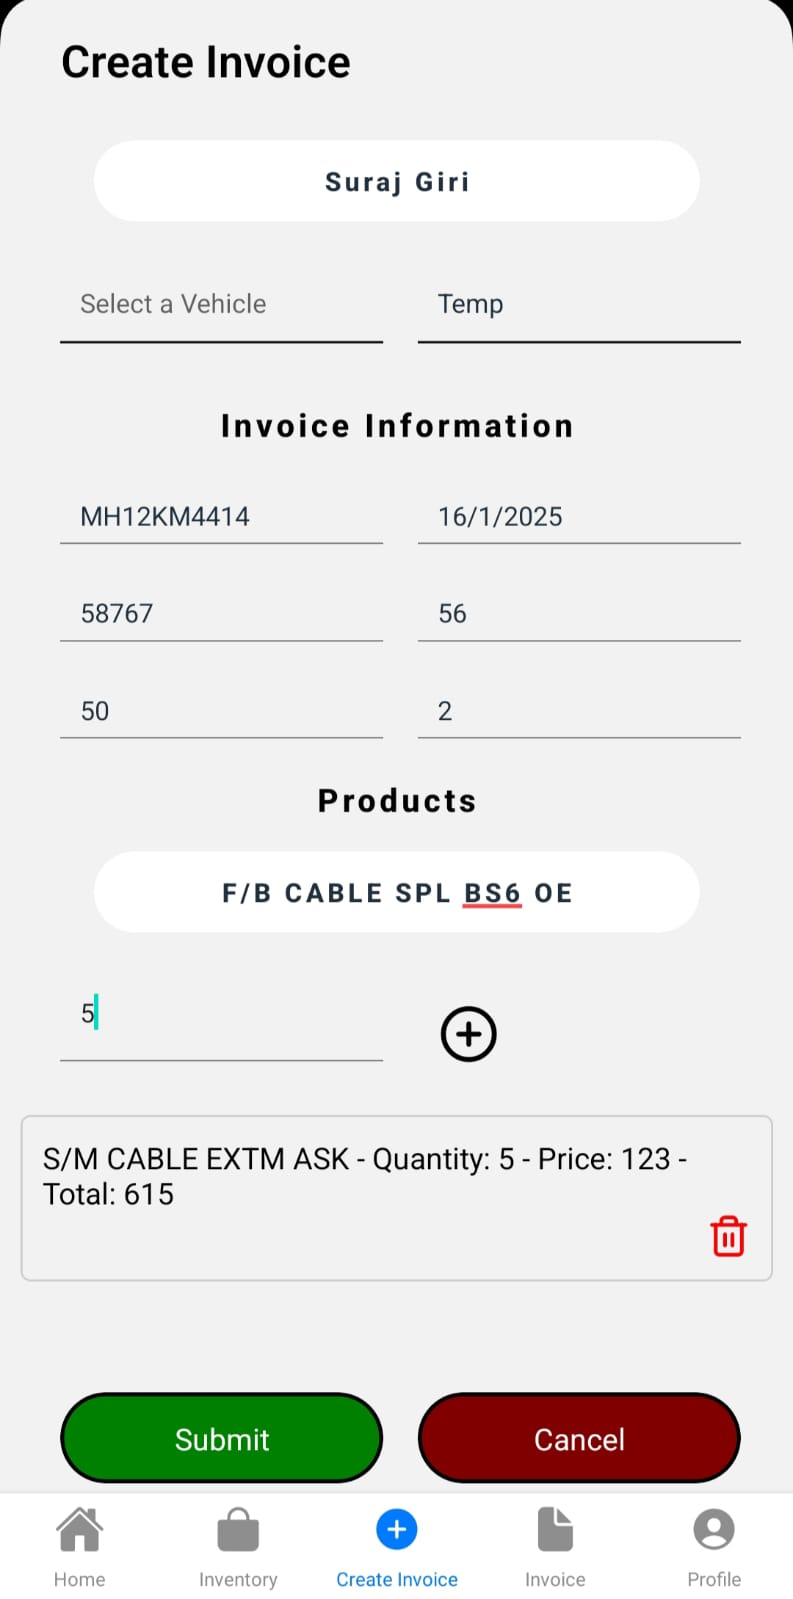 Create Invoice
Suraj Giri
Select a Vehicle
Temp
Invoice Information
MH12KM4414
16/1/2025
58767
56
50
2
Products
F/B CABLE SPL BS6 OE
5
S/M CABLE EXTM ASK - Quantity: 5 - Price: 123 -
Total: 615
Submit
Cancel
Home
Inventory
Create Invoice
Invoice
Profile